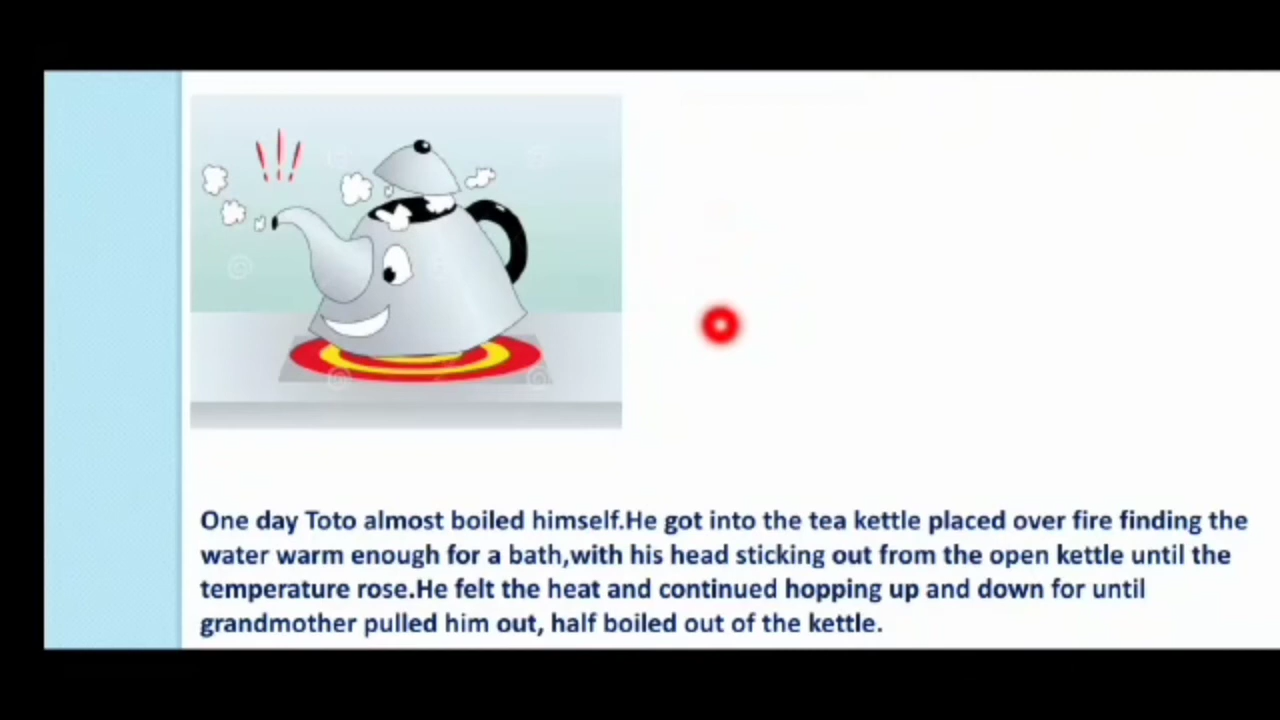 One day Toto almost boiled himself.He got into the tea kettle placed over fire finding the
water warm enough for a bath,with his head sticking out from the open kettle until the
temperature rose.He felt the heat and continued hopping up and down for until
grandmother pulled him out, half boiled out of the kettle.